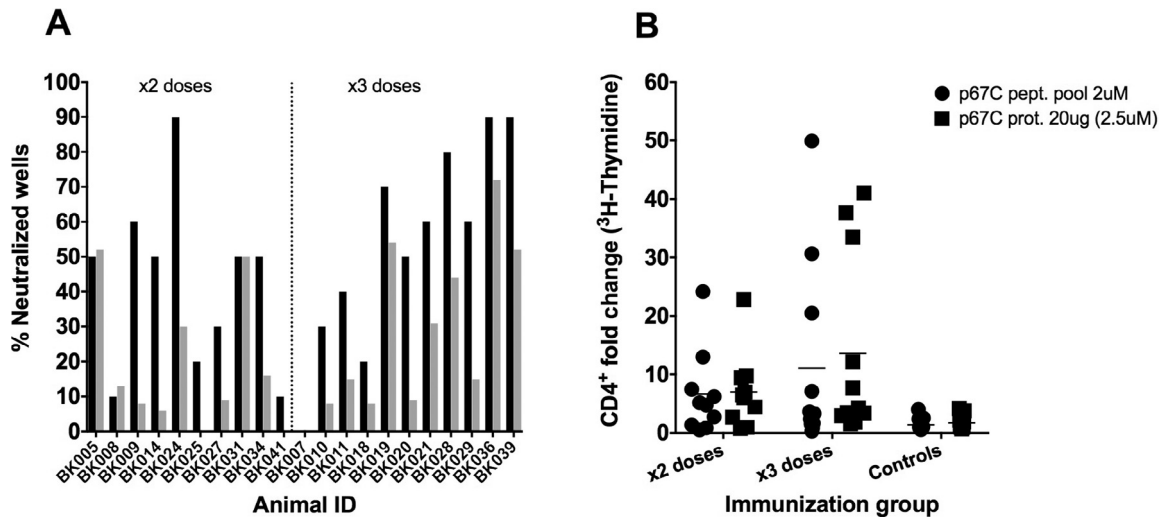 A
x2 doses
x3 doses
% Neutralized wells
100
90
80
70
60
50
40
30
20
10
0
BK005
BK008
BK009
BK014
BK024
BK025
BK027
BK031
BK034
BK041
BK007
BK010
BK011
BK018
BK019
BK020
BK021
BK028
BK029
BK036
BK039
Animal ID
B
CD4⁺ fold change (³H-Thymidine)
60
50
40
30
20
10
0
p67C pept. pool 2uM
p67C prot. 20ug (2.5uM)
x2 doses
x3 doses
Controls
Immunization group